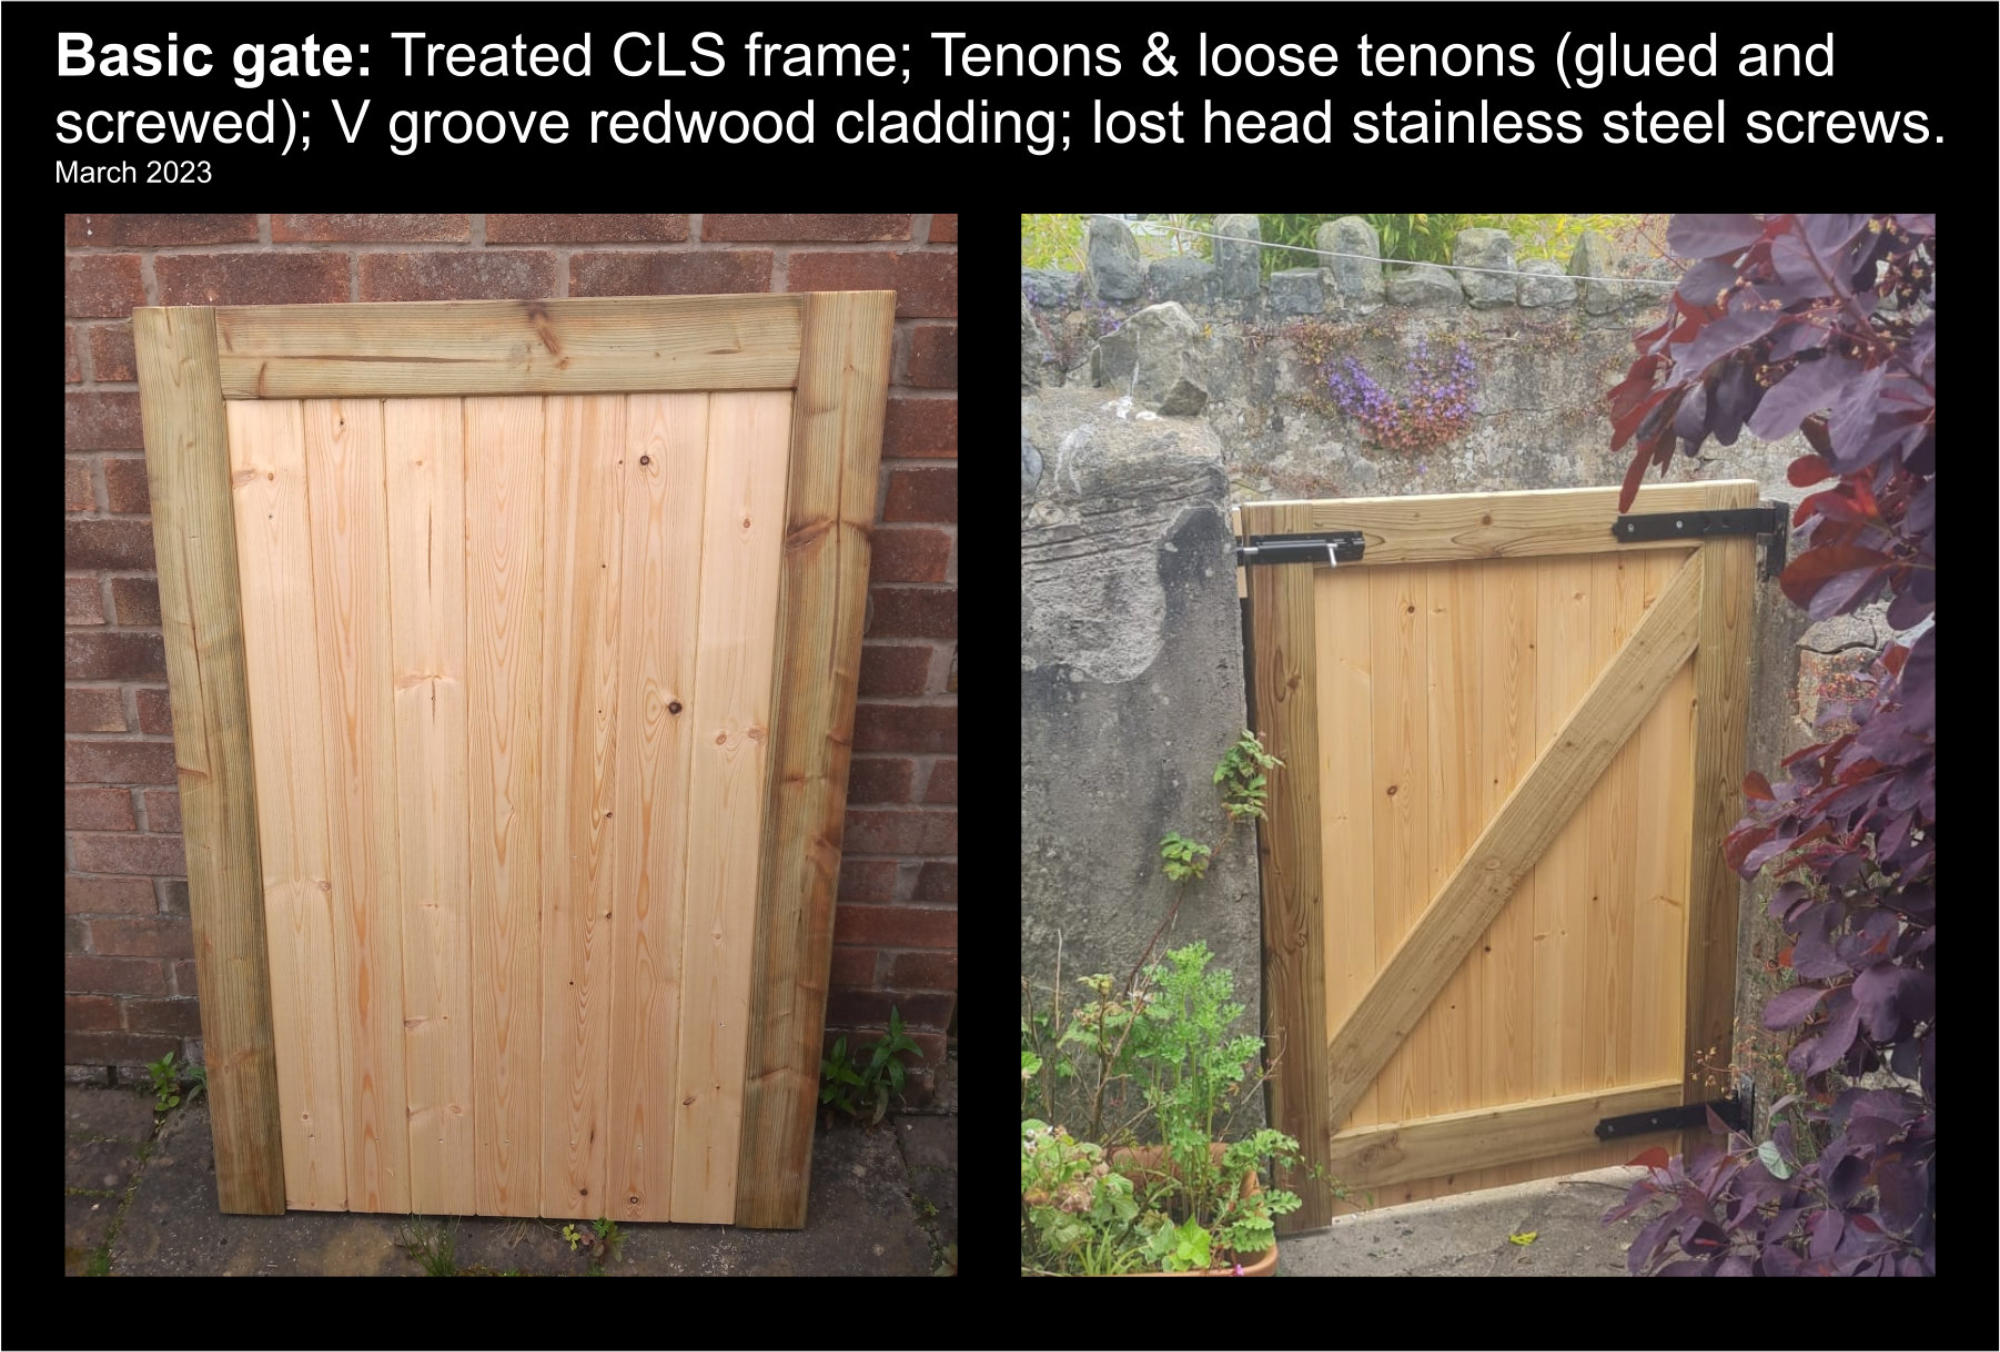 Basic gate: Treated CLS frame; Tenons & loose tenons (glued and
screwed); V groove redwood cladding; lost head stainless steel screws.
March 2023